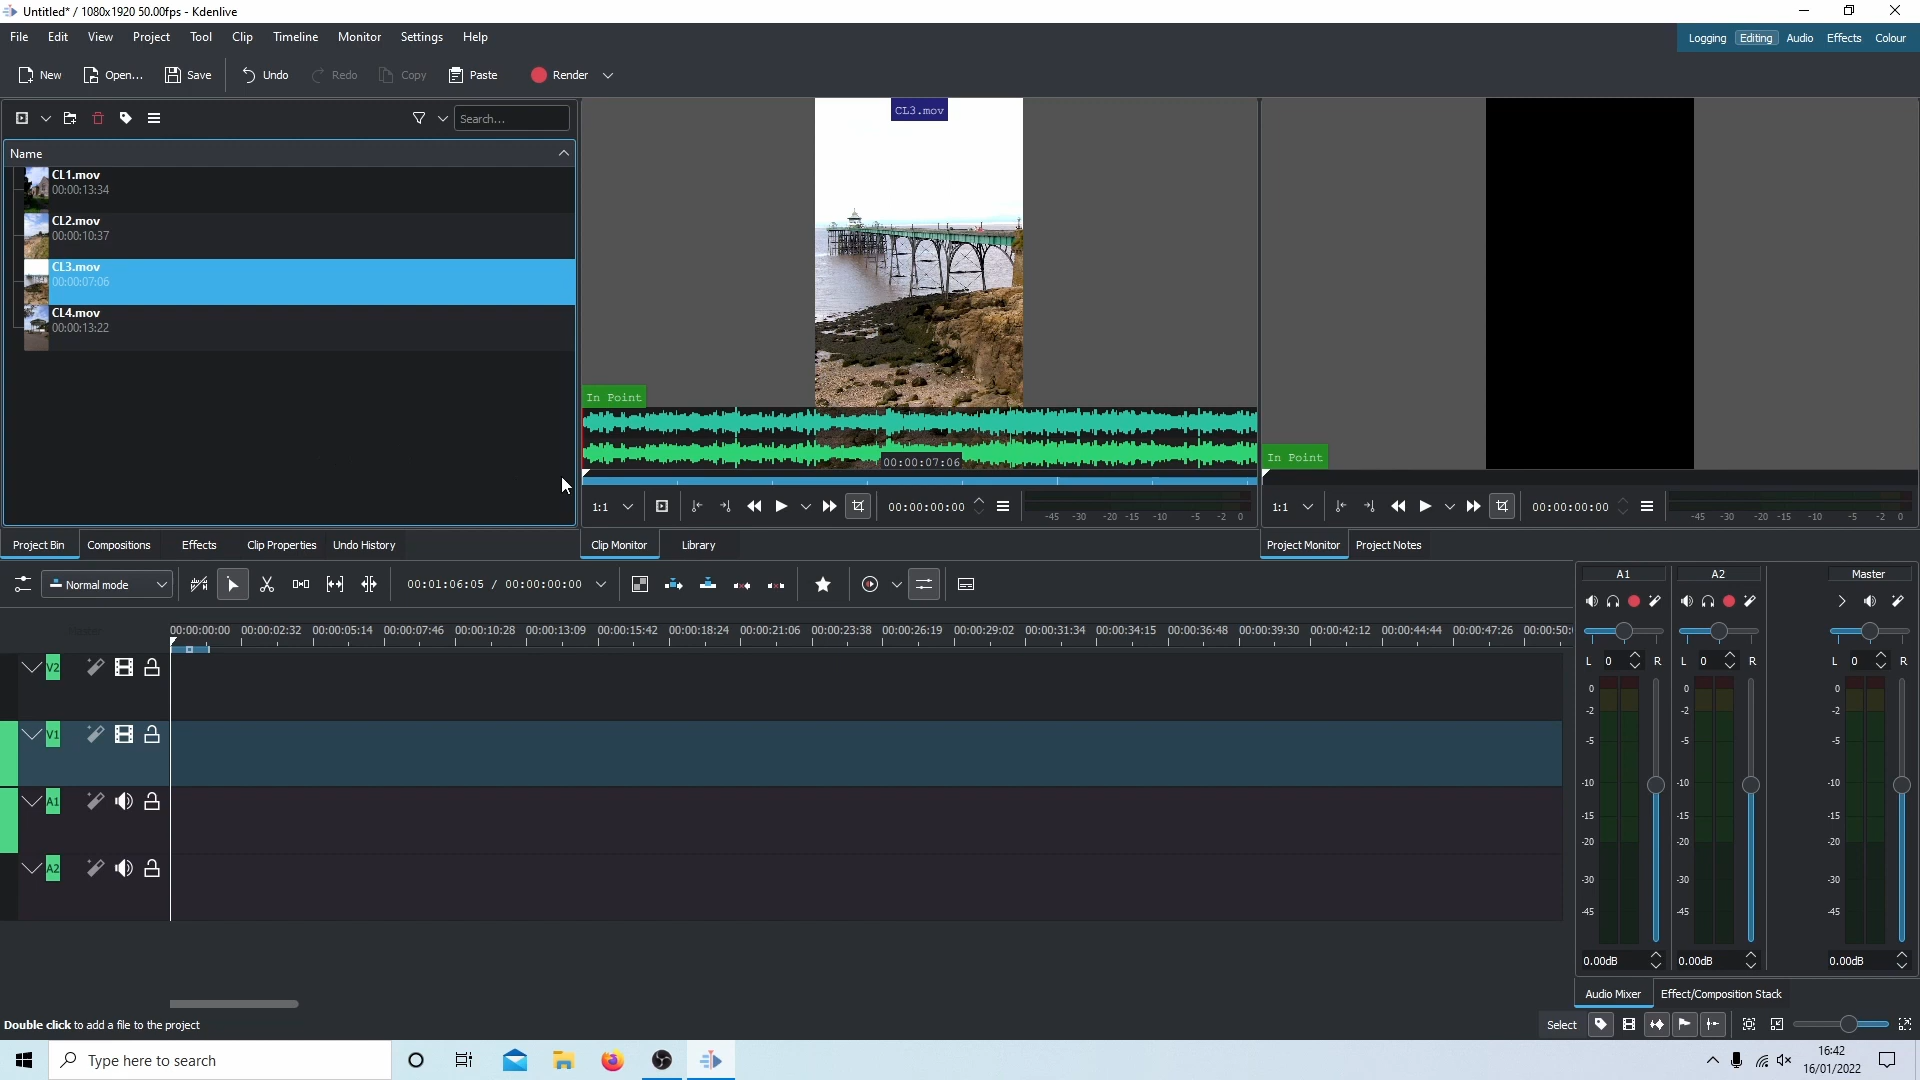 Untitled* / 1080x1920 50.00fps - Kdenlive
File Edit View Project Tool Clip Timeline Monitor Settings Help
Logging Editing Audio Effects Colour
New Open... Save Undo Redo Copy Paste Render
Search...
Name
CL1.mov
00:00:13:34
CL2.mov
00:00:10:37
CL3.mov
00:00:07:06
CL4.mov
00:00:13:22
CL3.mov
In Point
00:00:07:06
In Point
1:1 00:00:00:00 -45 -30 -20 -15 -10 -5 -2 0
1:1 00:00:00:00 -45 -30 -20 -15 -10 -5 -2 0
Project Bin Compositions Effects Clip Properties Undo History
Clip Monitor Library
Project Monitor Project Notes
Normal mode 00:01:06:05 / 00:00:00:00
00:00:00:00 00:00:02:32 00:00:05:14 00:00:07:46 00:00:10:28 00:00:13:09 00:00:15:42 00:00:18:24 00:00:21:06 00:00:23:38 00:00:26:19 00:00:29:02 00:00:31:34 00:00:34:15 00:00:36:48 00:00:39:30 00:00:42:12 00:00:44:44 00:00:47:26 00:00:50:
V2
V1
A1
A2
A1 A2 Master
L 0 R L 0 R L 0 R
0 0 0
-2 -2 -2
-5 -5 -5
-10 -10 -10
-15 -15 -15
-20 -20 -20
-30 -30 -30
-45 -45 -45
0.00dB 0.00dB 0.00dB
Audio Mixer Effect/Composition Stack
Double click to add a file to the project
Select
Type here to search
16:42
16/01/2022